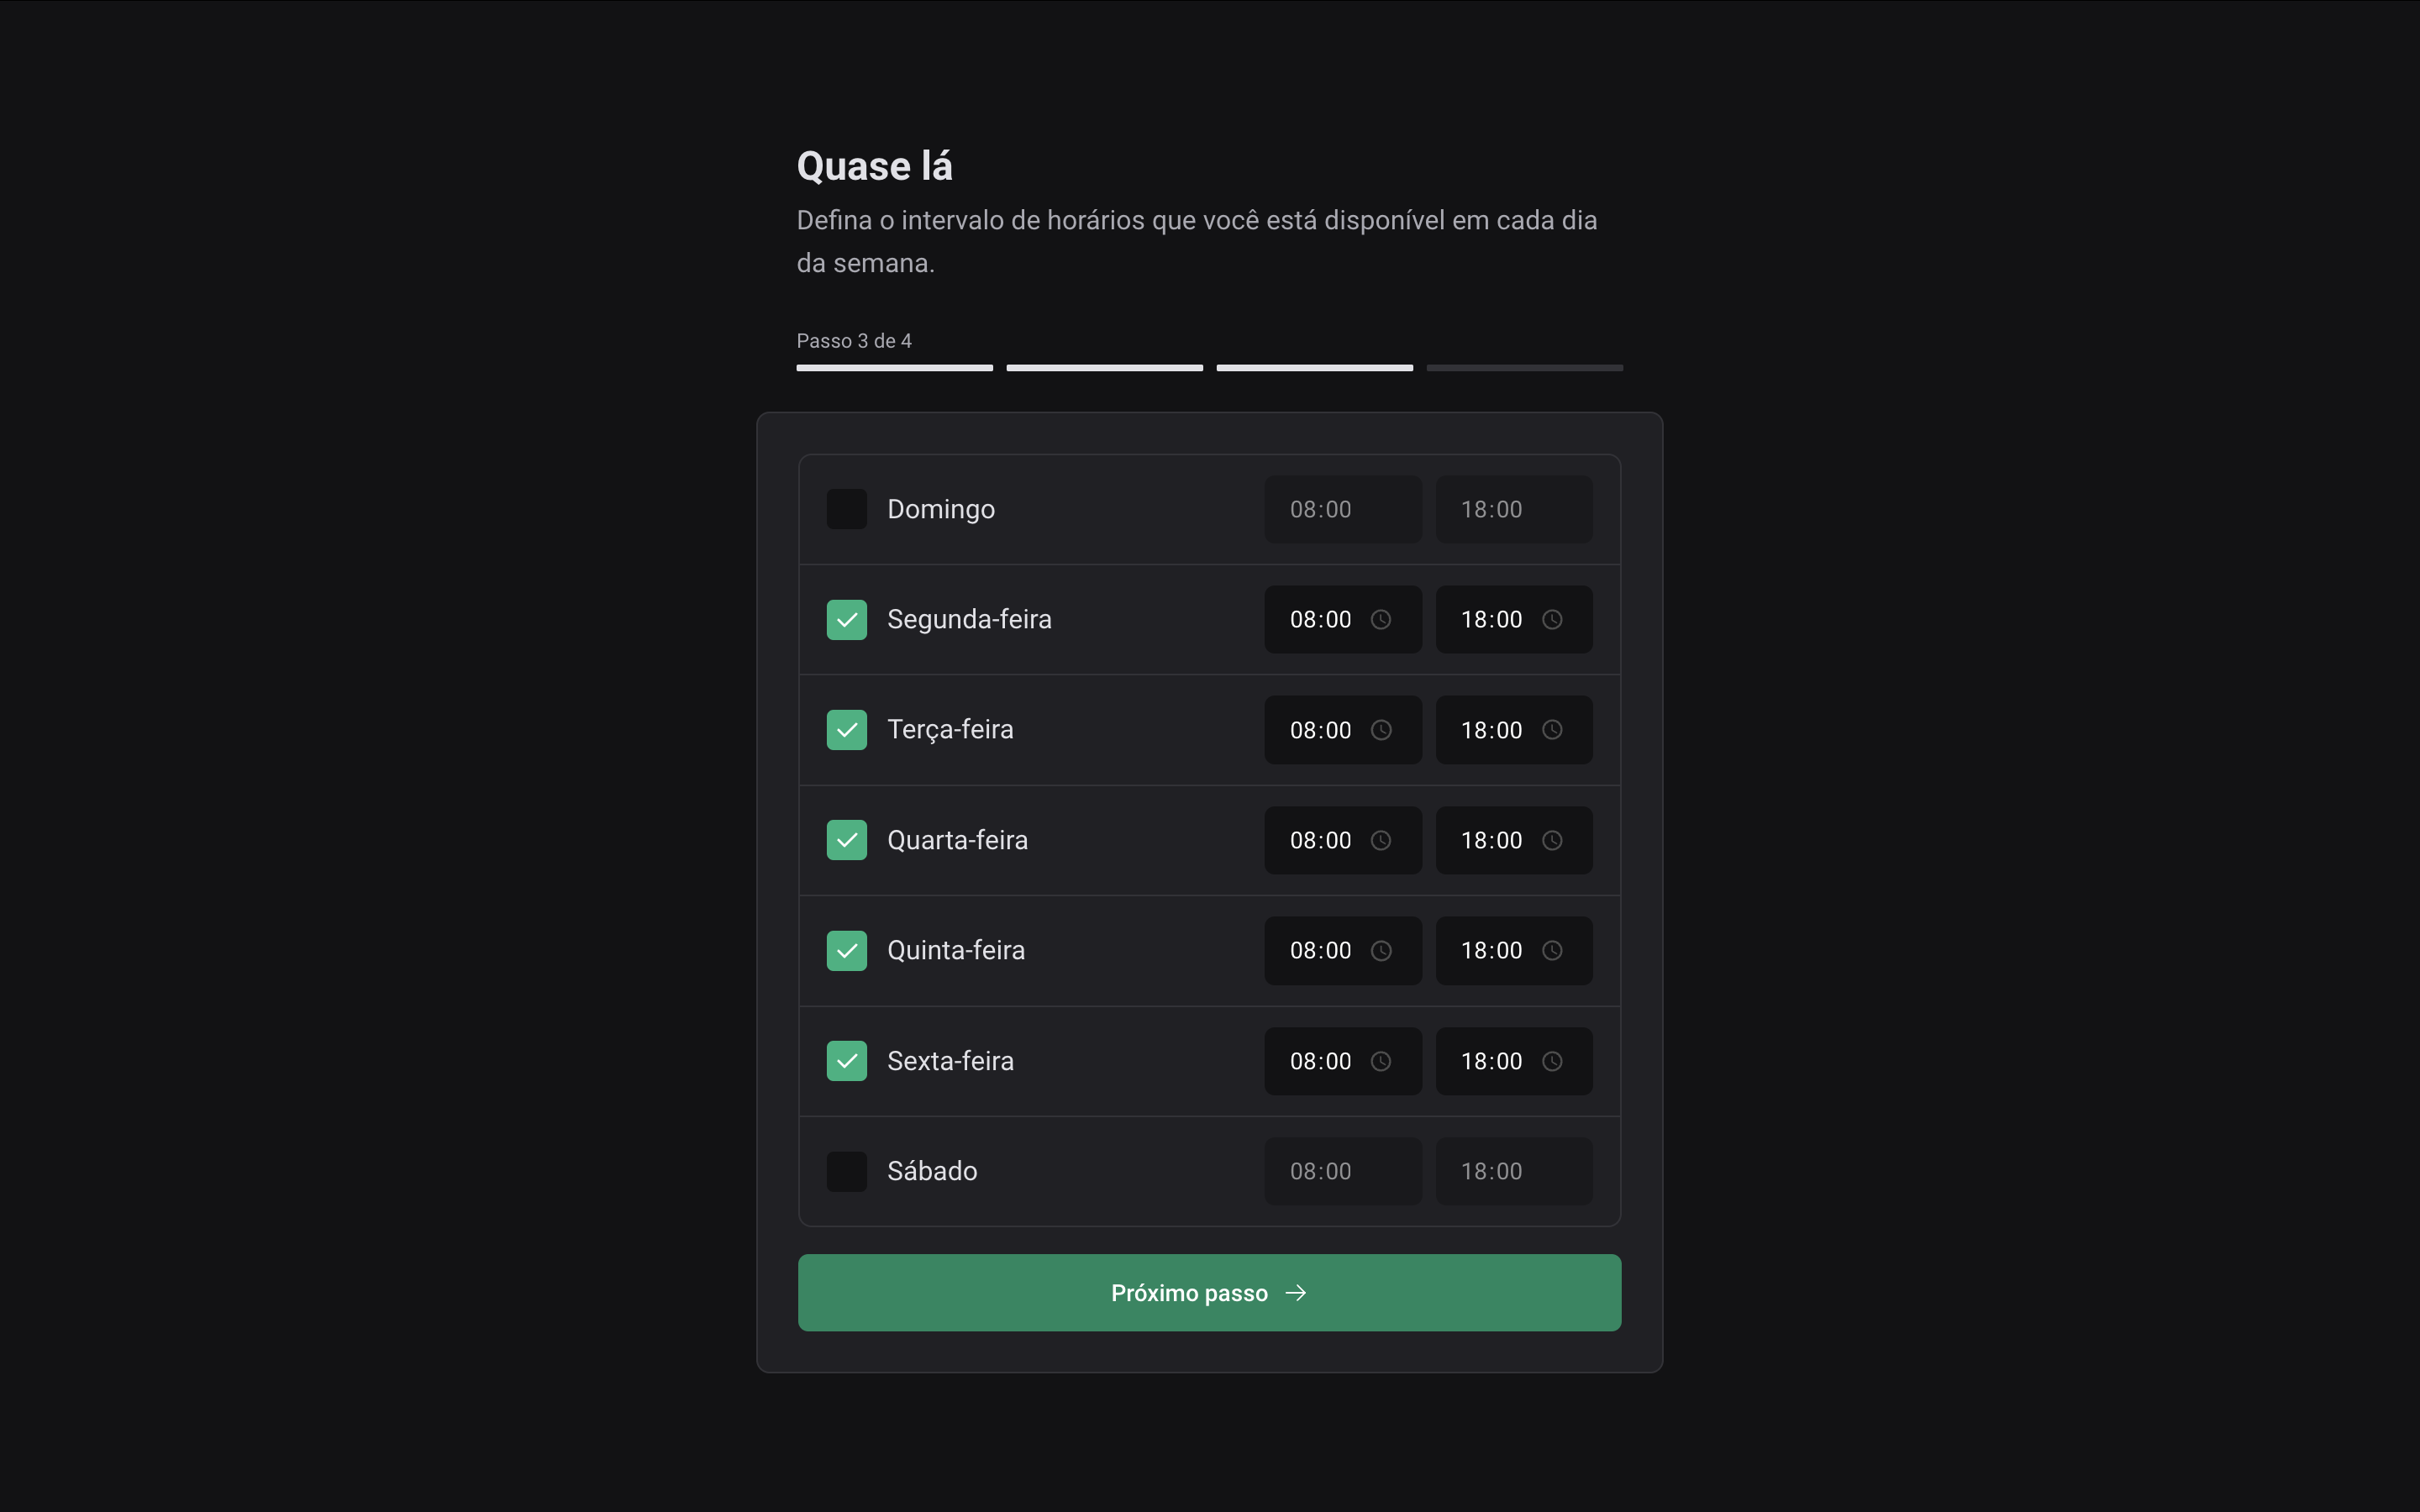 Quase lá
Defina o intervalo de horários que você está disponível em cada dia
da semana.
Passo 3 de 4
Domingo 08:00 18:00
Segunda-feira 08:00 18:00
Terça-feira 08:00 18:00
Quarta-feira 08:00 18:00
Quinta-feira 08:00 18:00
Sexta-feira 08:00 18:00
Sábado 08:00 18:00
Próximo passo